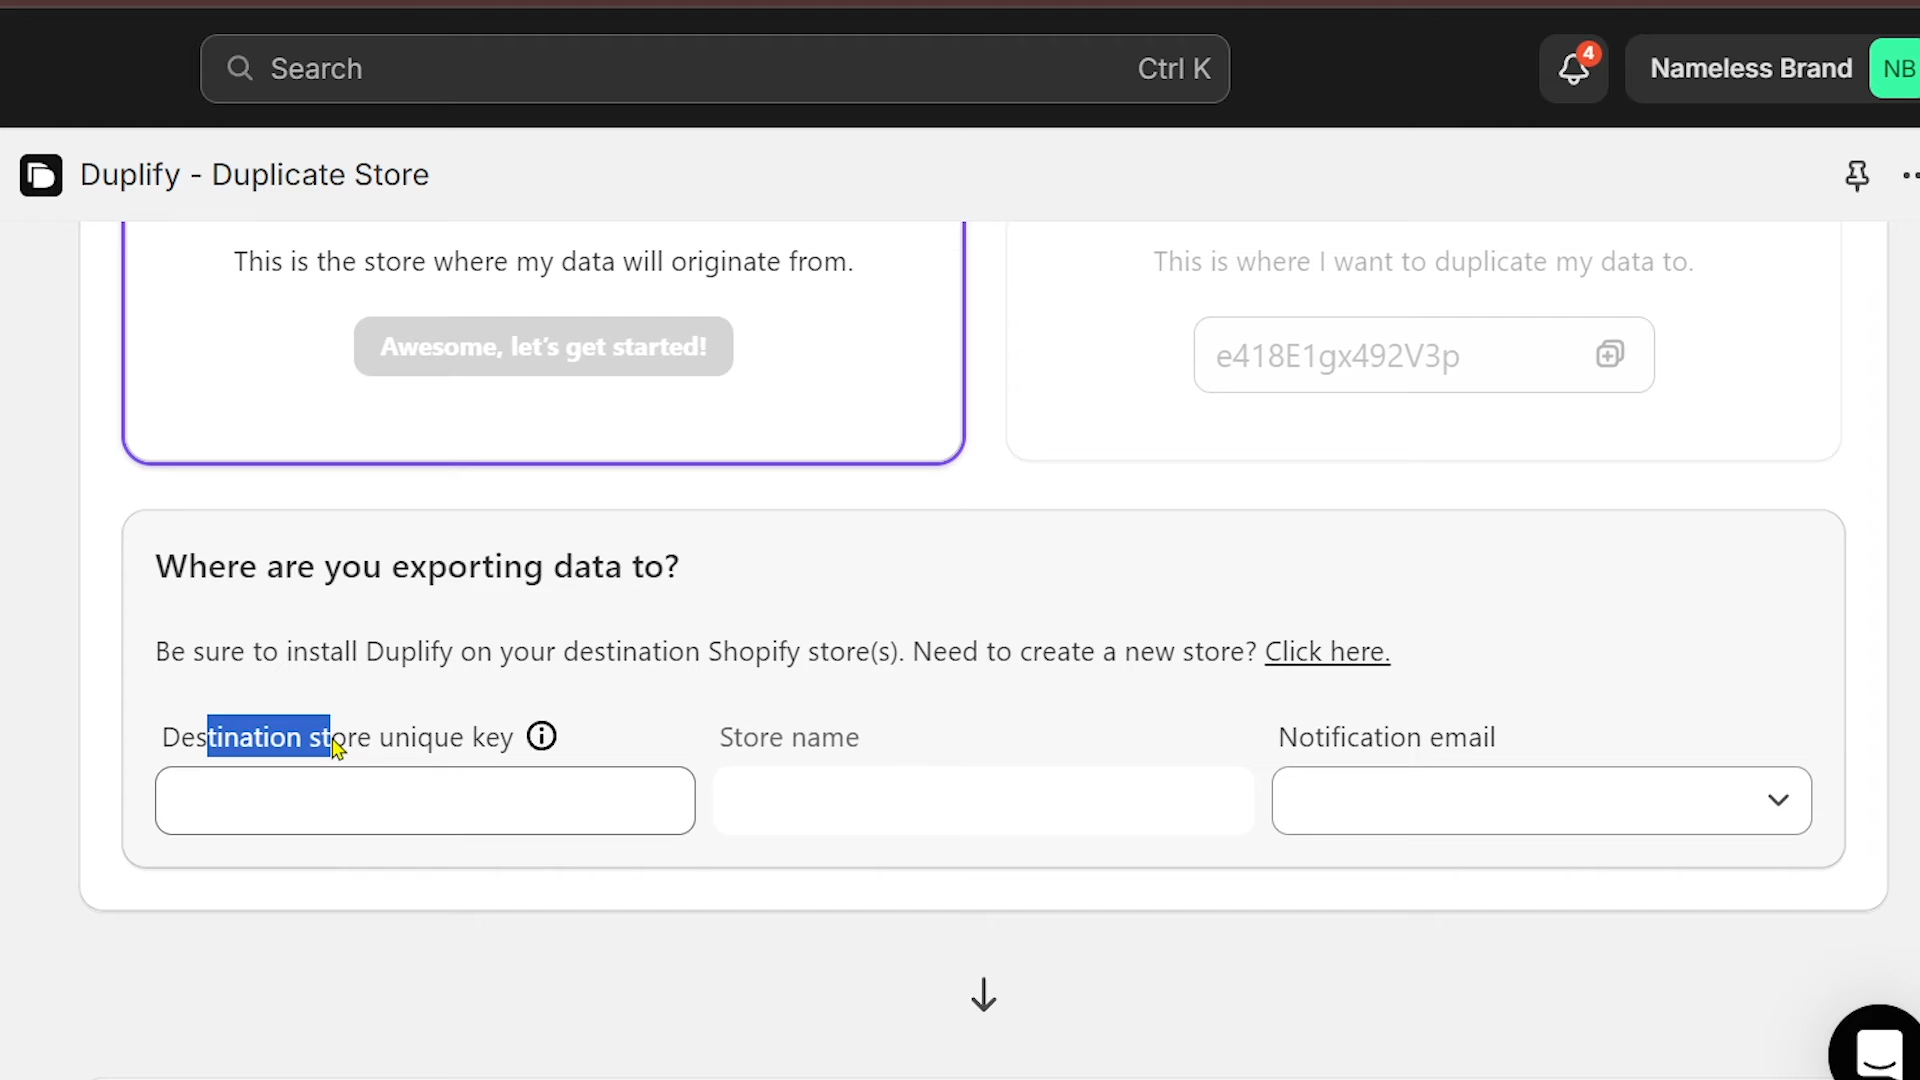 Search
Ctrl K
4
Nameless Brand
NB
Duplify - Duplicate Store
This is the store where my data will originate from.
Awesome, let's get started!
This is where I want to duplicate my data to.
e418E1gx492V3p
Where are you exporting data to?
Be sure to install Duplify on your destination Shopify store(s). Need to create a new store? Click here.
Destination store unique key
Store name
Notification email